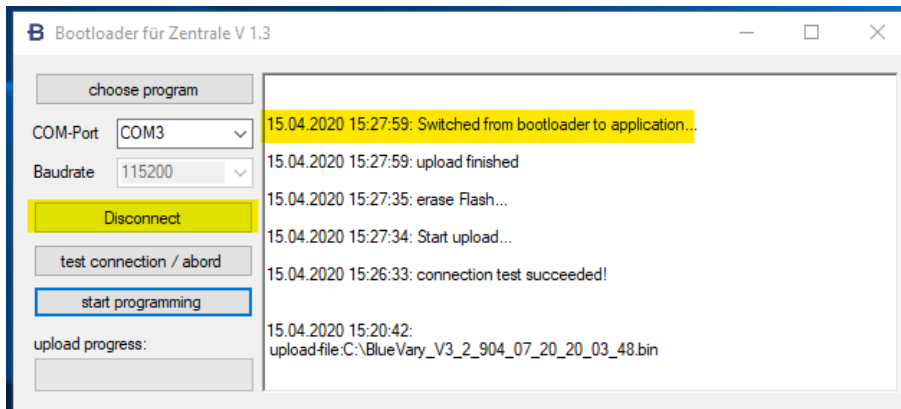 B Bootloader für Zentrale V 1.3
choose program
COM-Port COM3
Baudrate 115200
Disconnect
test connection / abord
start programming
upload progress:
15.04.2020 15:27:59: Switched from bootloader to application...
15.04.2020 15:27:59: upload finished
15.04.2020 15:27:35: erase Flash...
15.04.2020 15:27:34: Start upload...
15.04.2020 15:26:33: connection test succeeded!
15.04.2020 15:20:42:
upload-file:C:\BlueVary_V3_2_904_07_20_20_03_48.bin